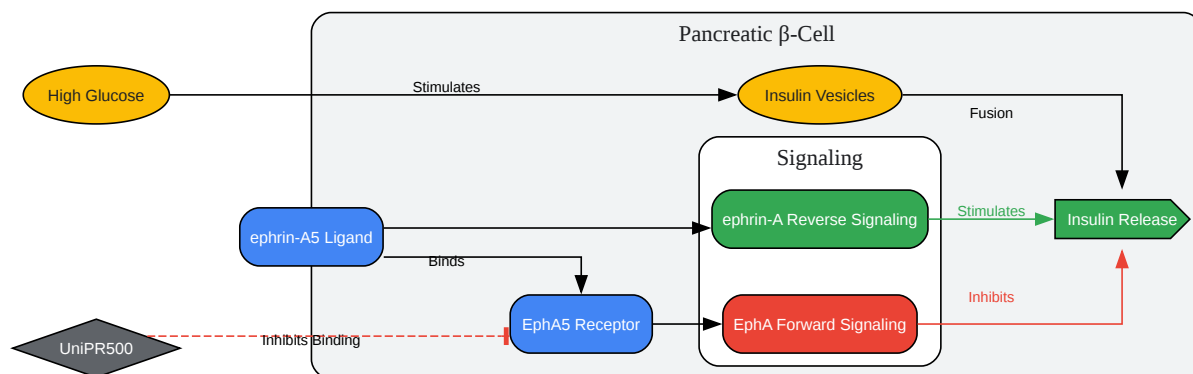 Pancreatic β-Cell
High Glucose
Stimulates
Insulin Vesicles
Fusion
Signaling
ephrin-A5 Ligand
ephrin-A Reverse Signaling
Stimulates
Insulin Release
Binds
EphA5 Receptor
EphA Forward Signaling
Inhibits
UniPR500
Inhibits Binding